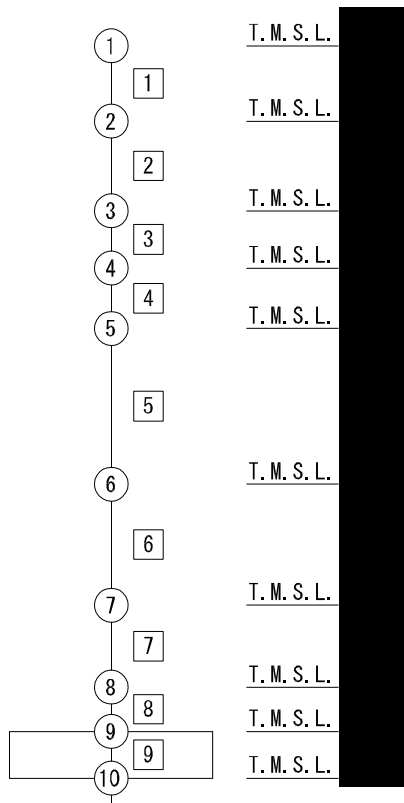 1 T.M.S.L.
1
2 T.M.S.L.
2
3 T.M.S.L.
3
4 T.M.S.L.
4
5 T.M.S.L.
5
6 T.M.S.L.
6
7 T.M.S.L.
7
8 T.M.S.L.
8
9 T.M.S.L.
9
10 T.M.S.L.